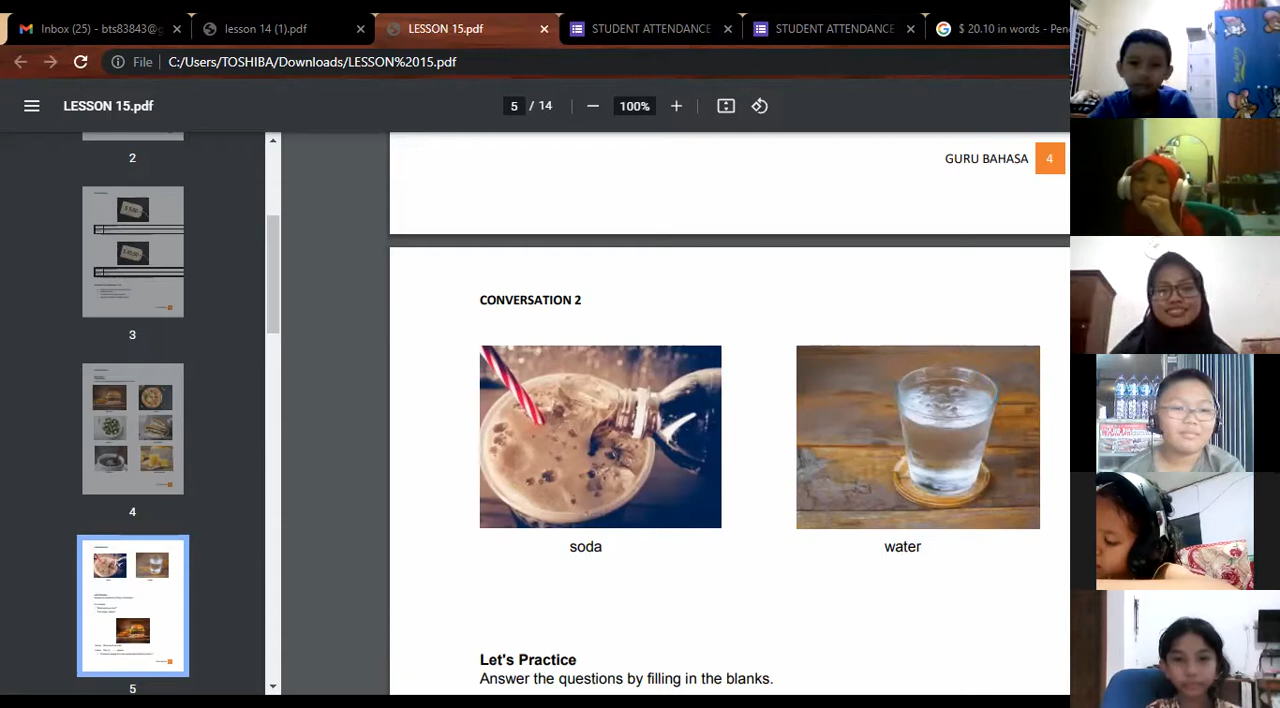 Inbox (25) - bts83843@g
lesson 14 (1).pdf
LESSON 15.pdf
STUDENT ATTENDANCE
STUDENT ATTENDANCE
$ 20.10 in words - Pene
File
C:/Users/TOSHIBA/Downloads/LESSON%2015.pdf
LESSON 15.pdf
5 / 14
100%
2
3
4
5
GURU BAHASA 4
CONVERSATION 2
soda
water
Let's Practice
Answer the questions by filling in the blanks.